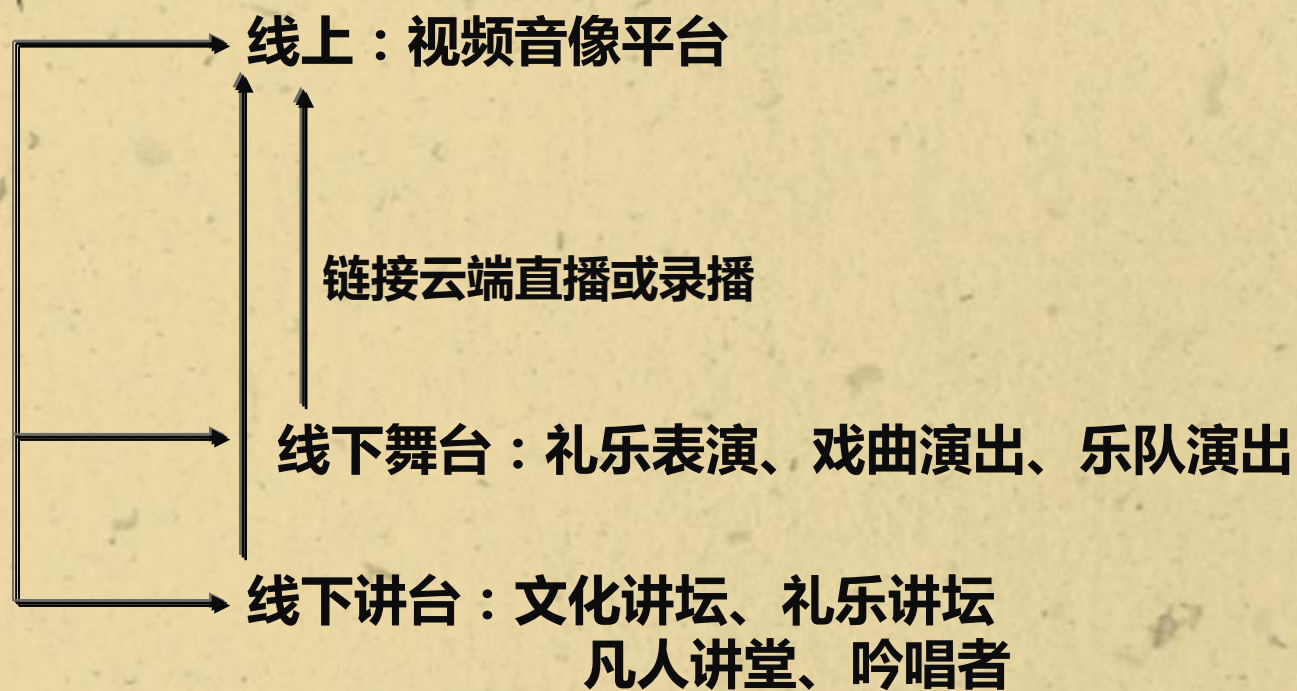 线上：视频音像平台
链接云端直播或录播
线下舞台：礼乐表演、戏曲演出、乐队演出
线下讲台：文化讲坛、礼乐讲坛
凡人讲堂、吟唱者